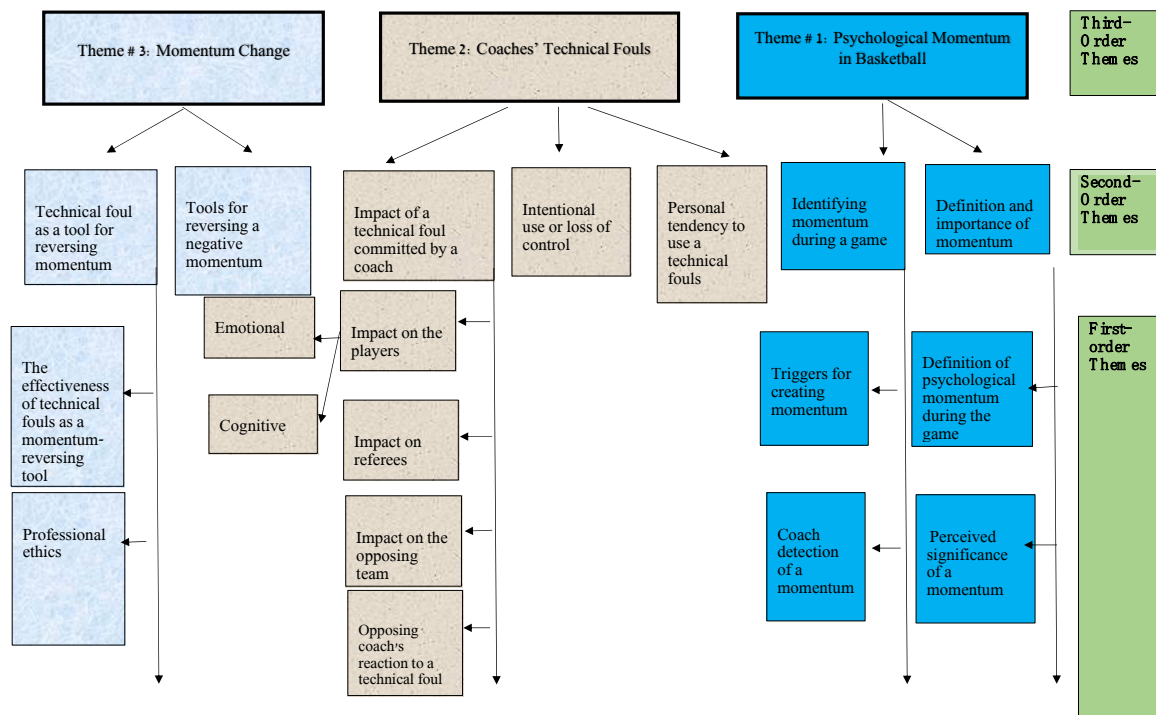 Theme # 3: Momentum Change
Theme 2: Coaches’ Technical Fouls
Theme # 1: Psychological Momentum
in Basketball
Third-
Order
Themes
Technical foul
as a tool for
reversing
momentum
Tools for
reversing a
negative
momentum
Impact of a
technical foul
committed by a
coach
Intentional
use or loss of
control
Personal
tendency to
use a
technical
fouls
Identifying
momentum
during a game
Definition and
importance of
momentum
Second-
Order
Themes
The
effectiveness
of technical
fouls as a
momentum-
reversing
tool
Emotional
Impact on the
players
Triggers for
creating
momentum
Definition of
psychological
momentum
during the
game
First-
order
Themes
Cognitive
Impact on
referees
Professional
ethics
Impact on the
opposing
team
Coach
detection
of a
momentum
Perceived
significance
of a
momentum
Opposing
coach's
reaction to a
technical foul